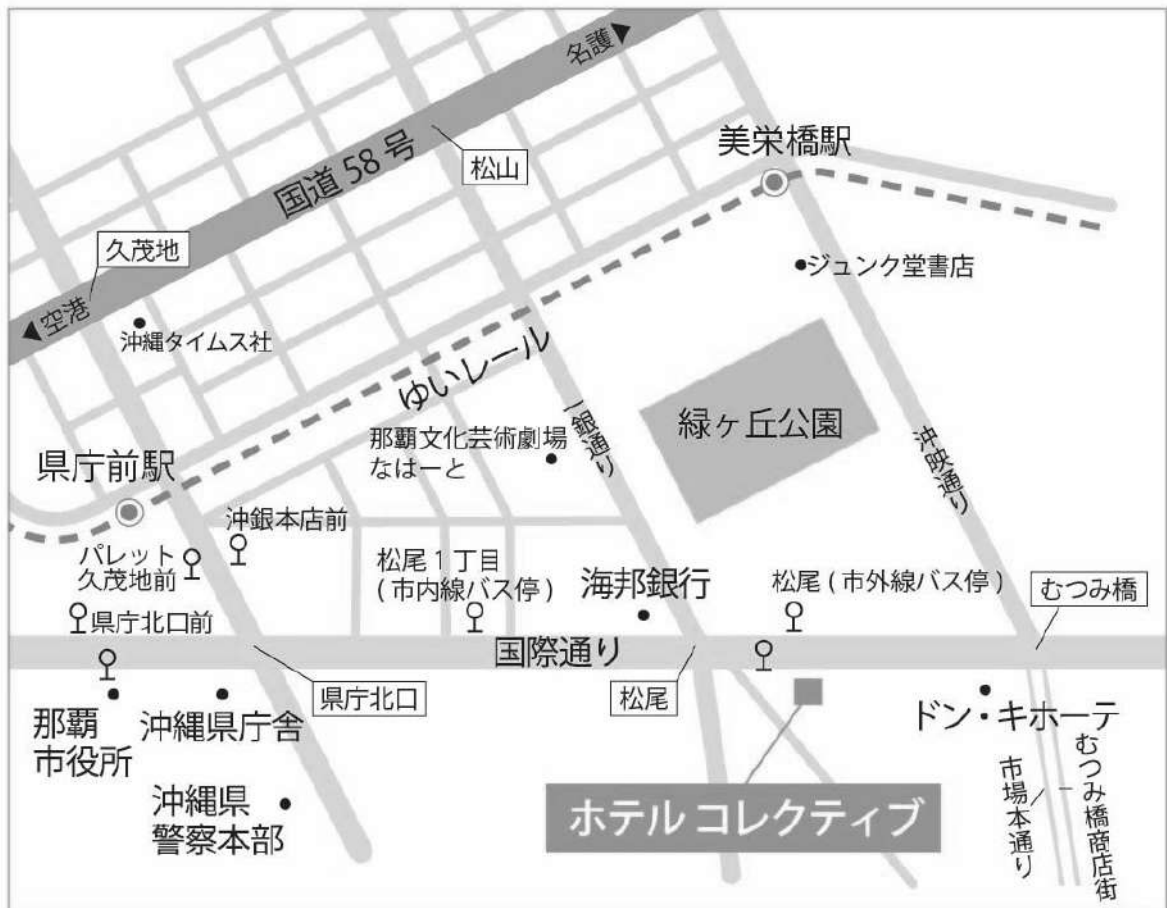 名護▶
美栄橋駅
国道 58 号
松山
久茂地
ジュンク堂書店
◀空港
沖縄タイムス社
ゆいレール
一銀通り
緑ヶ丘公園
沖映通り
那覇文化芸術劇場
なはーと
県庁前駅
沖銀本店前
パレット
久茂地前
松尾 1 丁目
( 市内線バス停 )
海邦銀行
松尾 ( 市外線バス停 )
むつみ橋
県庁北口前
国際通り
県庁北口
松尾
那覇
市役所
沖縄県庁舎
ドン・キホーテ
沖縄県
警察本部
ホテル コレクティブ
市場本通り
むつみ橋商店街